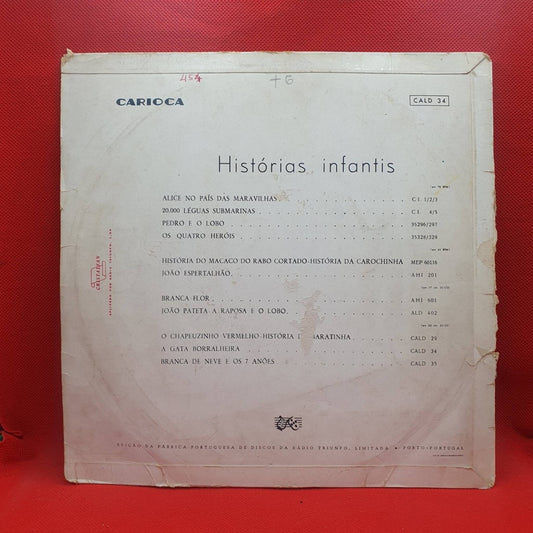 454 +6
CARIOCA
CALD 34
Histórias infantis
ALICE NO PAÍS DAS MARAVILHAS C I. 1/2/3
20.000 LÉGUAS SUBMARINAS C I. 4/5
PEDRO E O LOBO 35296/297
OS QUATRO HERÓIS 35328/329
HISTÓRIA DO MACACO DO RABO CORTADO-HISTÓRIA DA CAROCHINHA MEP 60116
JOÃO ESPERTALHÃO AHI 201
BRANCA FLOR AHI 601
JOÃO PATETA A RAPOSA E O LOBO ALD 402
O CHAPEUZINHO VERMELHO-HISTÓRIA BARATINHA CALD 29
A GATA BORRALHEIRA CALD 34
BRANCA DE NEVE E OS 7 ANÕES CALD 35
EDIÇÃO DA FÁBRICA PORTUGUESA DE DISCOS DA RÁDIO TRIUNFO, LIMITADA • PORTO-PORTUGAL